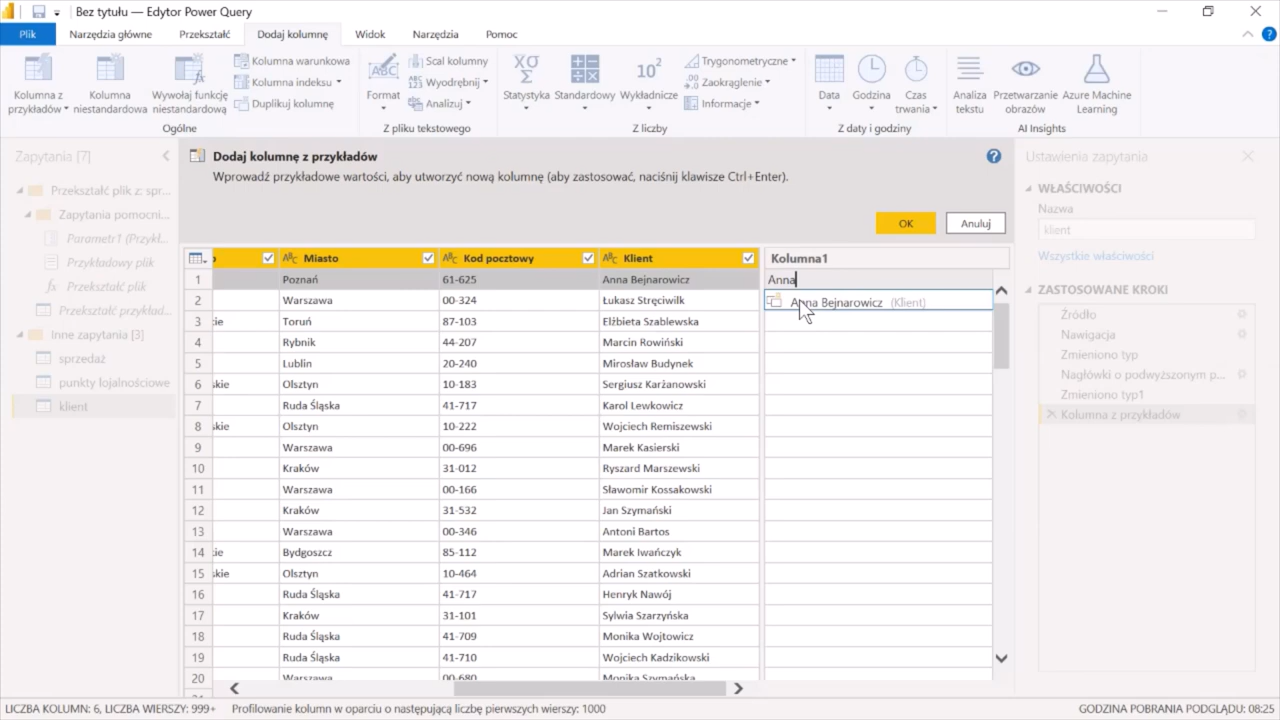 Bez tytułu — Edytor Power Query
Plik Narzędzia główne Przekształć Dodaj kolumnę Widok Narzędzia Pomoc
Kolumna z przykładów
Kolumna niestandardowa
Wywołaj funkcję niestandardową
Kolumna warunkowa
Kolumna indeksu
Duplikuj kolumnę
Ogólne
Format
Scal kolumny
Wyodrębnij
Analizuj
Z pliku tekstowego
Statystyka
Standardowy
Wykładnicze
Trygonometryczne
Zaokrąglenie
Informacje
Z liczby
Data
Godzina
Czas trwania
Z daty i godziny
Analiza tekstu
Przetwarzanie obrazów
Azure Machine Learning
AI Insights
Zapytania [7]
Przekształć plik z: spr...
Zapytania pomocni...
Parametr1 (Przykł...
Przykładowy plik
Przekształć plik
Przekształć przykład...
Inne zapytania [3]
sprzedaż
punkty lojalnościowe
klient
Dodaj kolumnę z przykładów
Wprowadź przykładowe wartości, aby utworzyć nową kolumnę (aby zastosować, naciśnij klawisze Ctrl+Enter).
OK Anuluj
Miasto Kod pocztowy Klient Kolumna1
1 Poznań 61-625 Anna Bejnarowicz Anna
2 Warszawa 00-324 Łukasz Stręciwilk Anna Bejnarowicz (Klient)
3 :ie Toruń 87-103 Elżbieta Szablewska
4 Rybnik 44-207 Marcin Rowiński
5 Lublin 20-240 Mirosław Budynek
6 skie Olsztyn 10-183 Sergiusz Karżanowski
7 Ruda Śląska 41-717 Karol Lewkowicz
8 skie Olsztyn 10-222 Wojciech Remiszewski
9 Warszawa 00-696 Marek Kasierski
10 Kraków 31-012 Ryszard Marszewski
11 Warszawa 00-166 Sławomir Kossakowski
12 Kraków 31-532 Jan Szymański
13 Warszawa 00-346 Antoni Bartos
14 :ie Bydgoszcz 85-112 Marek Iwańczyk
15 skie Olsztyn 10-464 Adrian Szatkowski
16 Ruda Śląska 41-717 Henryk Nawój
17 Kraków 31-101 Sylwia Szarzyńska
18 Ruda Śląska 41-709 Monika Wojtowicz
19 Ruda Śląska 41-710 Wojciech Kadzikowski
20 Warszawa 00-680 Monika Szymańska
Ustawienia zapytania
WŁAŚCIWOŚCI
Nazwa
klient
Wszystkie właściwości
ZASTOSOWANE KROKI
Źródło
Nawigacja
Zmieniono typ
Nagłówki o podwyższonym p...
Zmieniono typ1
Kolumna z przykładów
LICZBA KOLUMN: 6, LICZBA WIERSZY: 999+ Profilowanie kolumn w oparciu o następującą liczbę pierwszych wierszy: 1000 GODZINA POBRANIA PODGLĄDU: 08:25